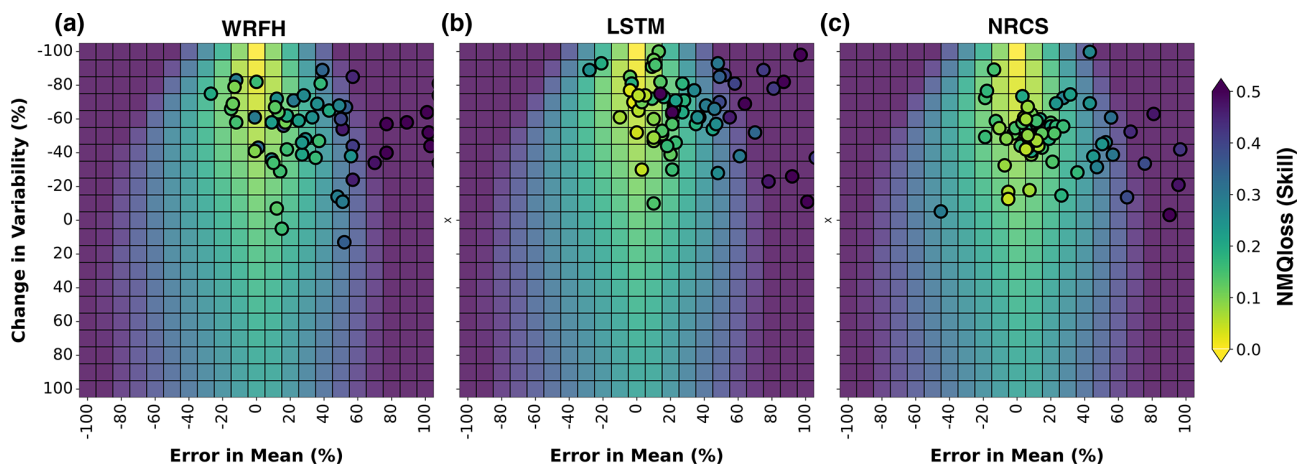 (a) WRFH
(b) LSTM
(c) NRCS
Change in Variability (%)
-100
-80
-60
-40
-20
0
20
40
60
80
100
x
x
-100 -80 -60 -40 -20 0 20 40 60 80 100
-100 -80 -60 -40 -20 0 20 40 60 80 100
-100 -80 -60 -40 -20 0 20 40 60 80 100
Error in Mean (%)
Error in Mean (%)
Error in Mean (%)
0.5
0.4
0.3
0.2
0.1
0.0
NMQloss (Skill)